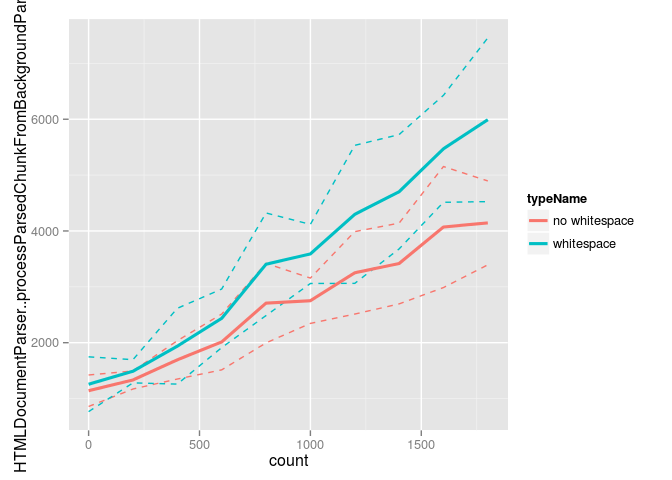 HTMLDocumentParser..processParsedChunkFromBackgroundPar
6000
4000
2000
0
500
1000
1500
count
typeName
no whitespace
whitespace